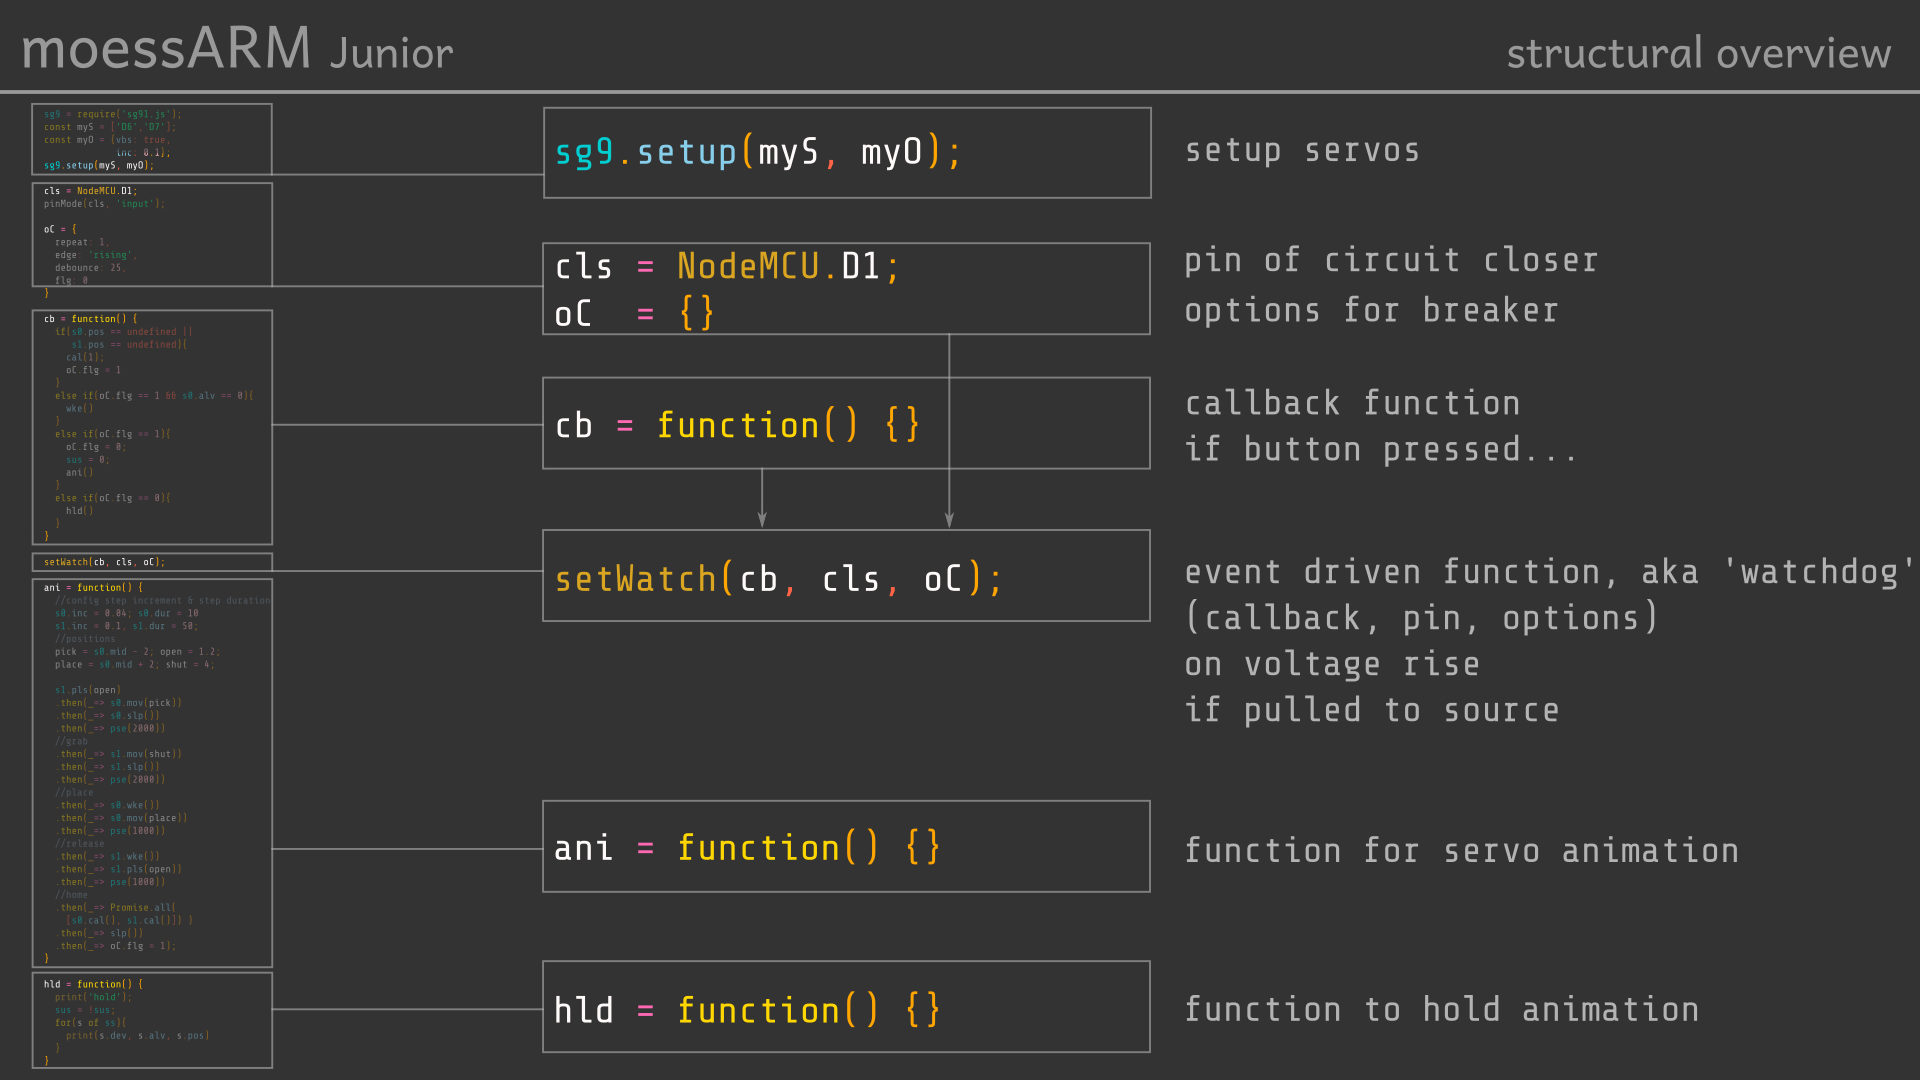 moessARM Junior
structural overview
sg9 = require('sg91.js');
const myS = ['D6','D7'];
const myO = {vbs: true,
inc: 0.1};
sg9.setup(myS, myO);
cls = NodeMCU.D1;
pinMode(cls, 'input');
oC = {
repeat: 1,
edge: 'rising',
debounce: 25,
flg: 0
}
cb = function() {
if(s0.pos == undefined ||
s1.pos == undefined){
cal(1);
oC.flg = 1
}
else if(oC.flg == 1 && s0.alv == 0){
wke()
}
else if(oC.flg == 1){
oC.flg = 0;
sus = 0;
ani()
}
else if(oC.flg == 0){
hld()
}
}
setWatch(cb, cls, oC);
ani = function() {
//config step increment & step duration
s0.inc = 0.04; s0.dur = 10
s1.inc = 0.1, s1.dur = 50;
//positions
pick = s0.mid - 2; open = 1.2;
place = s0.mid + 2; shut = 4;
s1.pls(open)
.then(_=> s0.mov(pick))
.then(_=> s0.slp())
.then(_=> pse(2000))
//grab
.then(_=> s1.mov(shut))
.then(_=> s1.slp())
.then(_=> pse(2000))
//place
.then(_=> s0.wke())
.then(_=> s0.mov(place))
.then(_=> pse(1000))
//release
.then(_=> s1.wke())
.then(_=> s1.pls(open))
.then(_=> pse(1000))
//home
.then(_=> Promise.all(
[s0.cal(), s1.cal()]) )
.then(_=> slp())
.then(_=> oC.flg = 1);
}
hld = function() {
print('hold');
sus = !sus;
for(s of ss){
print(s.dev, s.alv, s.pos)
}
}
sg9.setup(myS, myO);
setup servos
cls = NodeMCU.D1;
oC = {}
pin of circuit closer
options for breaker
cb = function() {}
callback function
if button pressed...
setWatch(cb, cls, oC);
event driven function, aka 'watchdog'
(callback, pin, options)
on voltage rise
if pulled to source
ani = function() {}
function for servo animation
hld = function() {}
function to hold animation